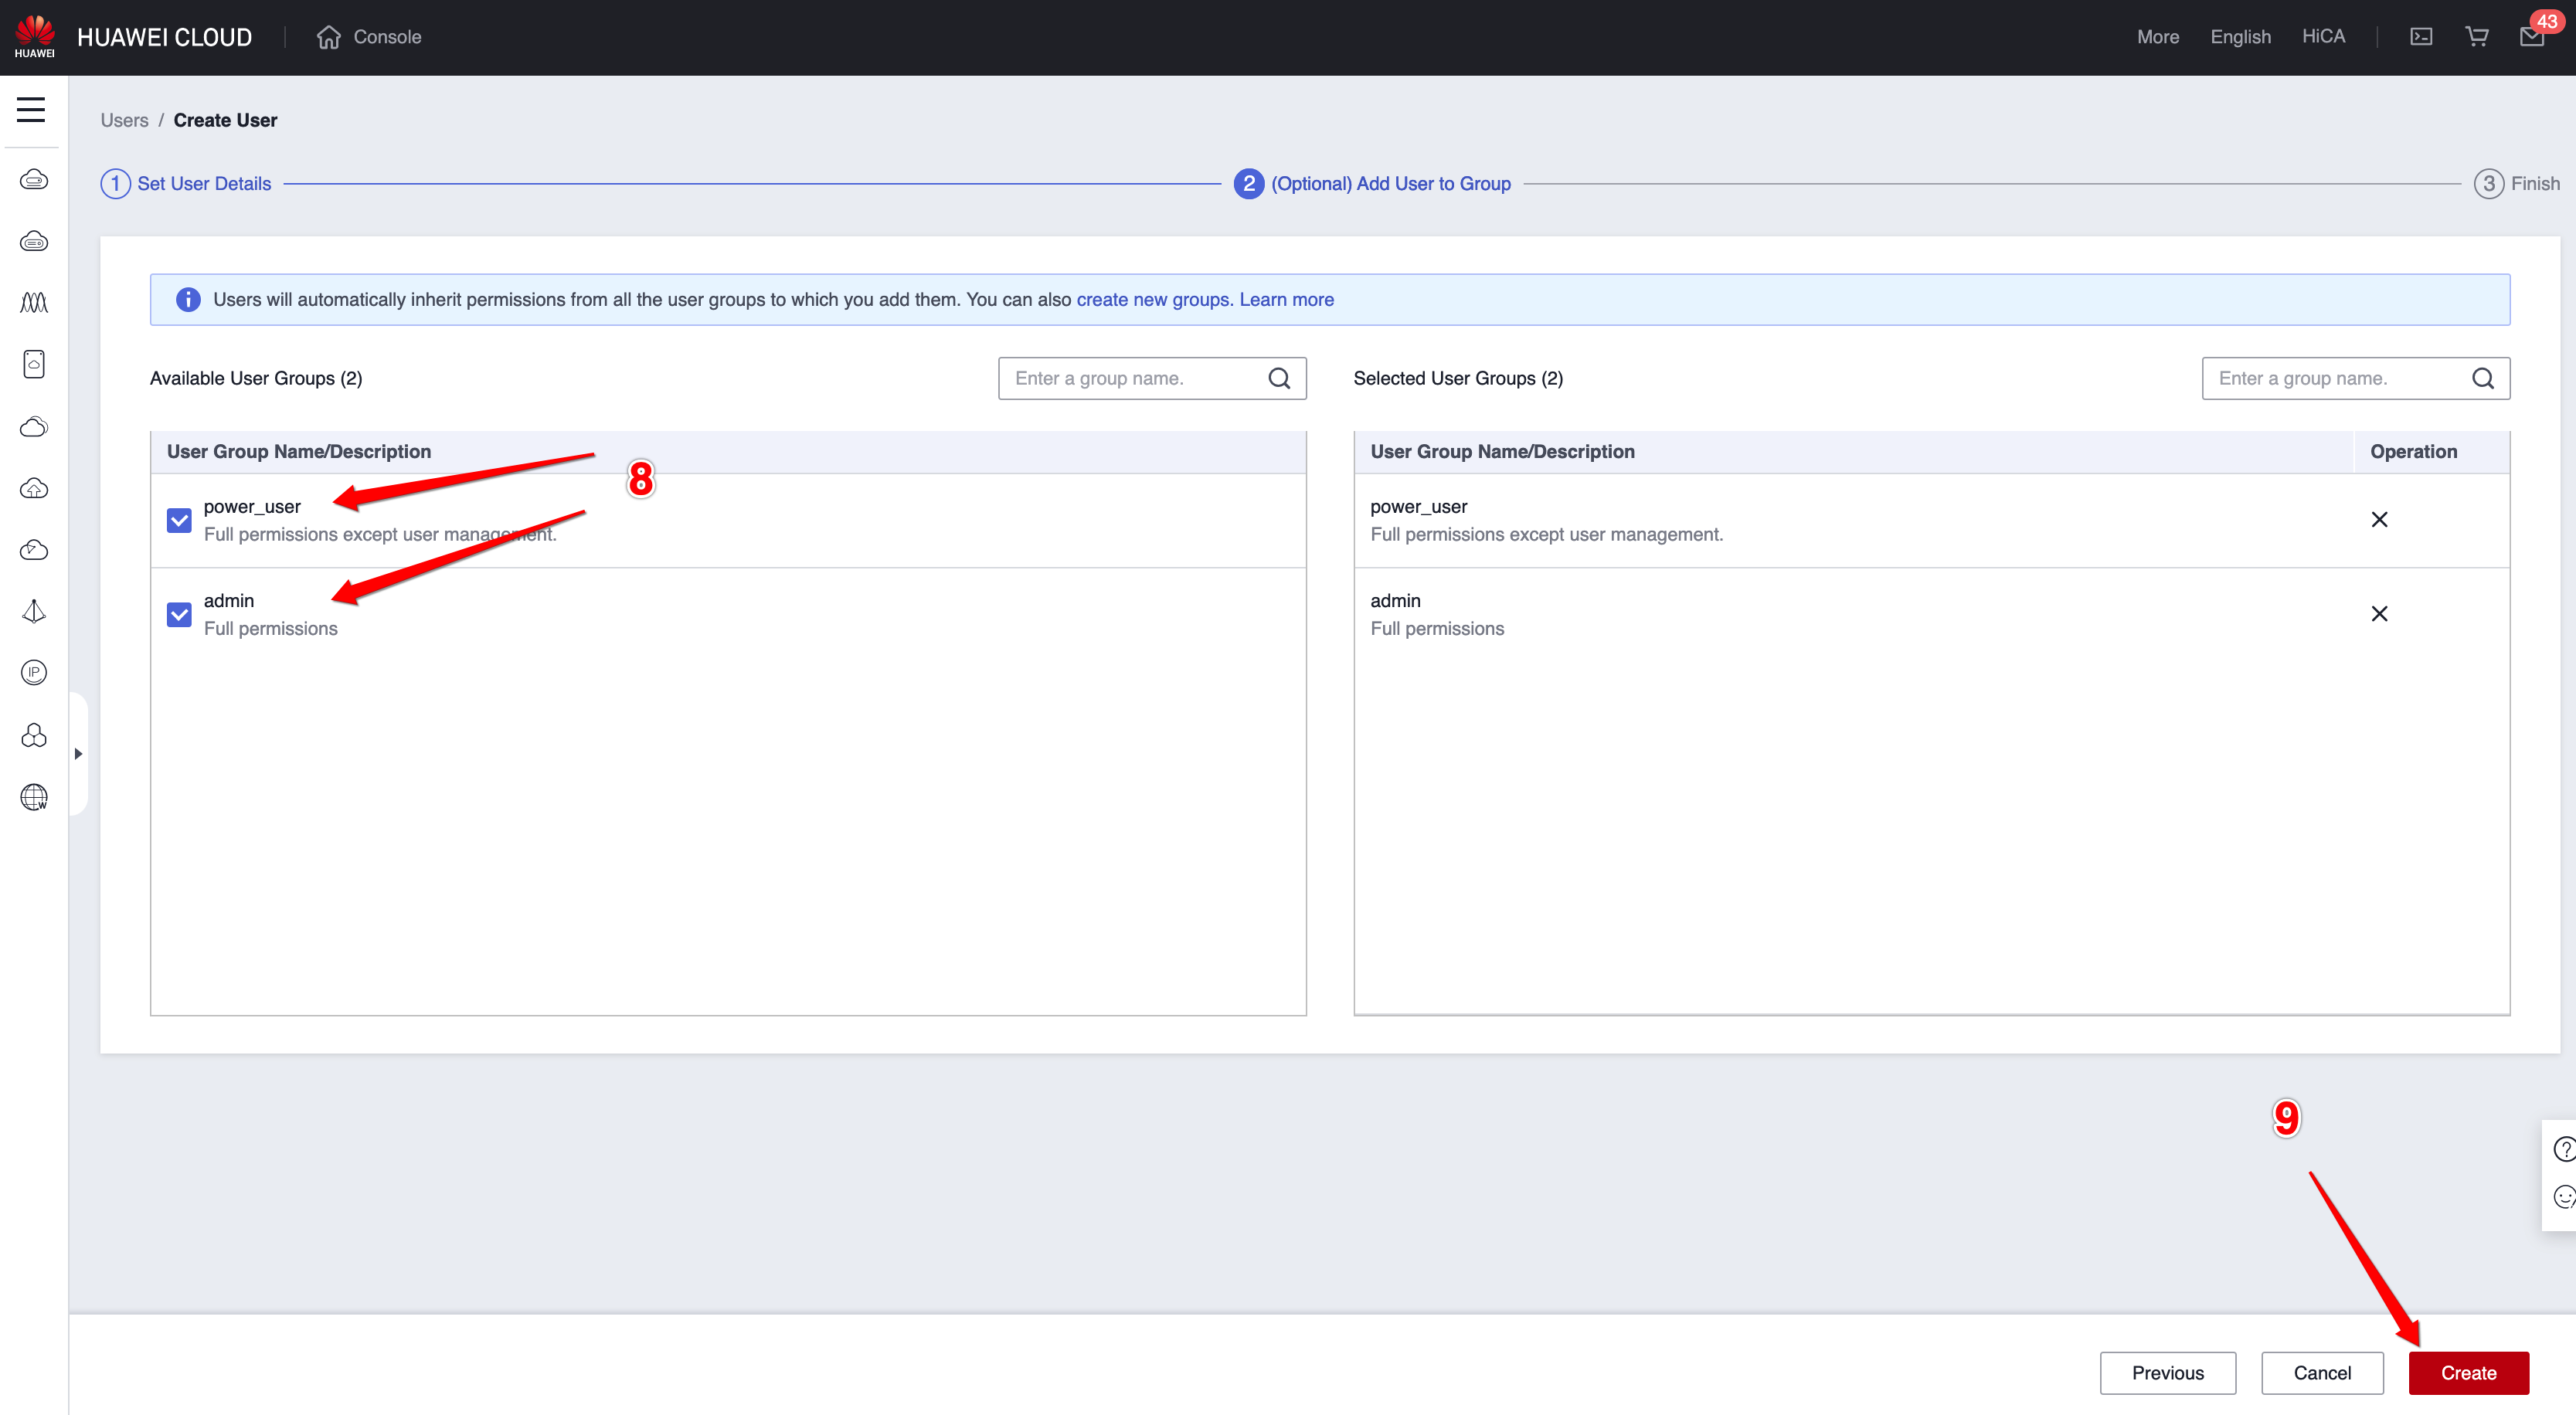 HUAWEI
HUAWEI CLOUD
Console
More
English
HiCA
43
Users / Create User
1 Set User Details
2 (Optional) Add User to Group
3 Finish
Users will automatically inherit permissions from all the user groups to which you add them. You can also create new groups. Learn more
Available User Groups (2)
Enter a group name.
Selected User Groups (2)
Enter a group name.
User Group Name/Description
8
power_user
Full permissions except user management.
admin
Full permissions
User Group Name/Description
Operation
power_user
Full permissions except user management.
admin
Full permissions
IP
W
9
Previous
Cancel
Create